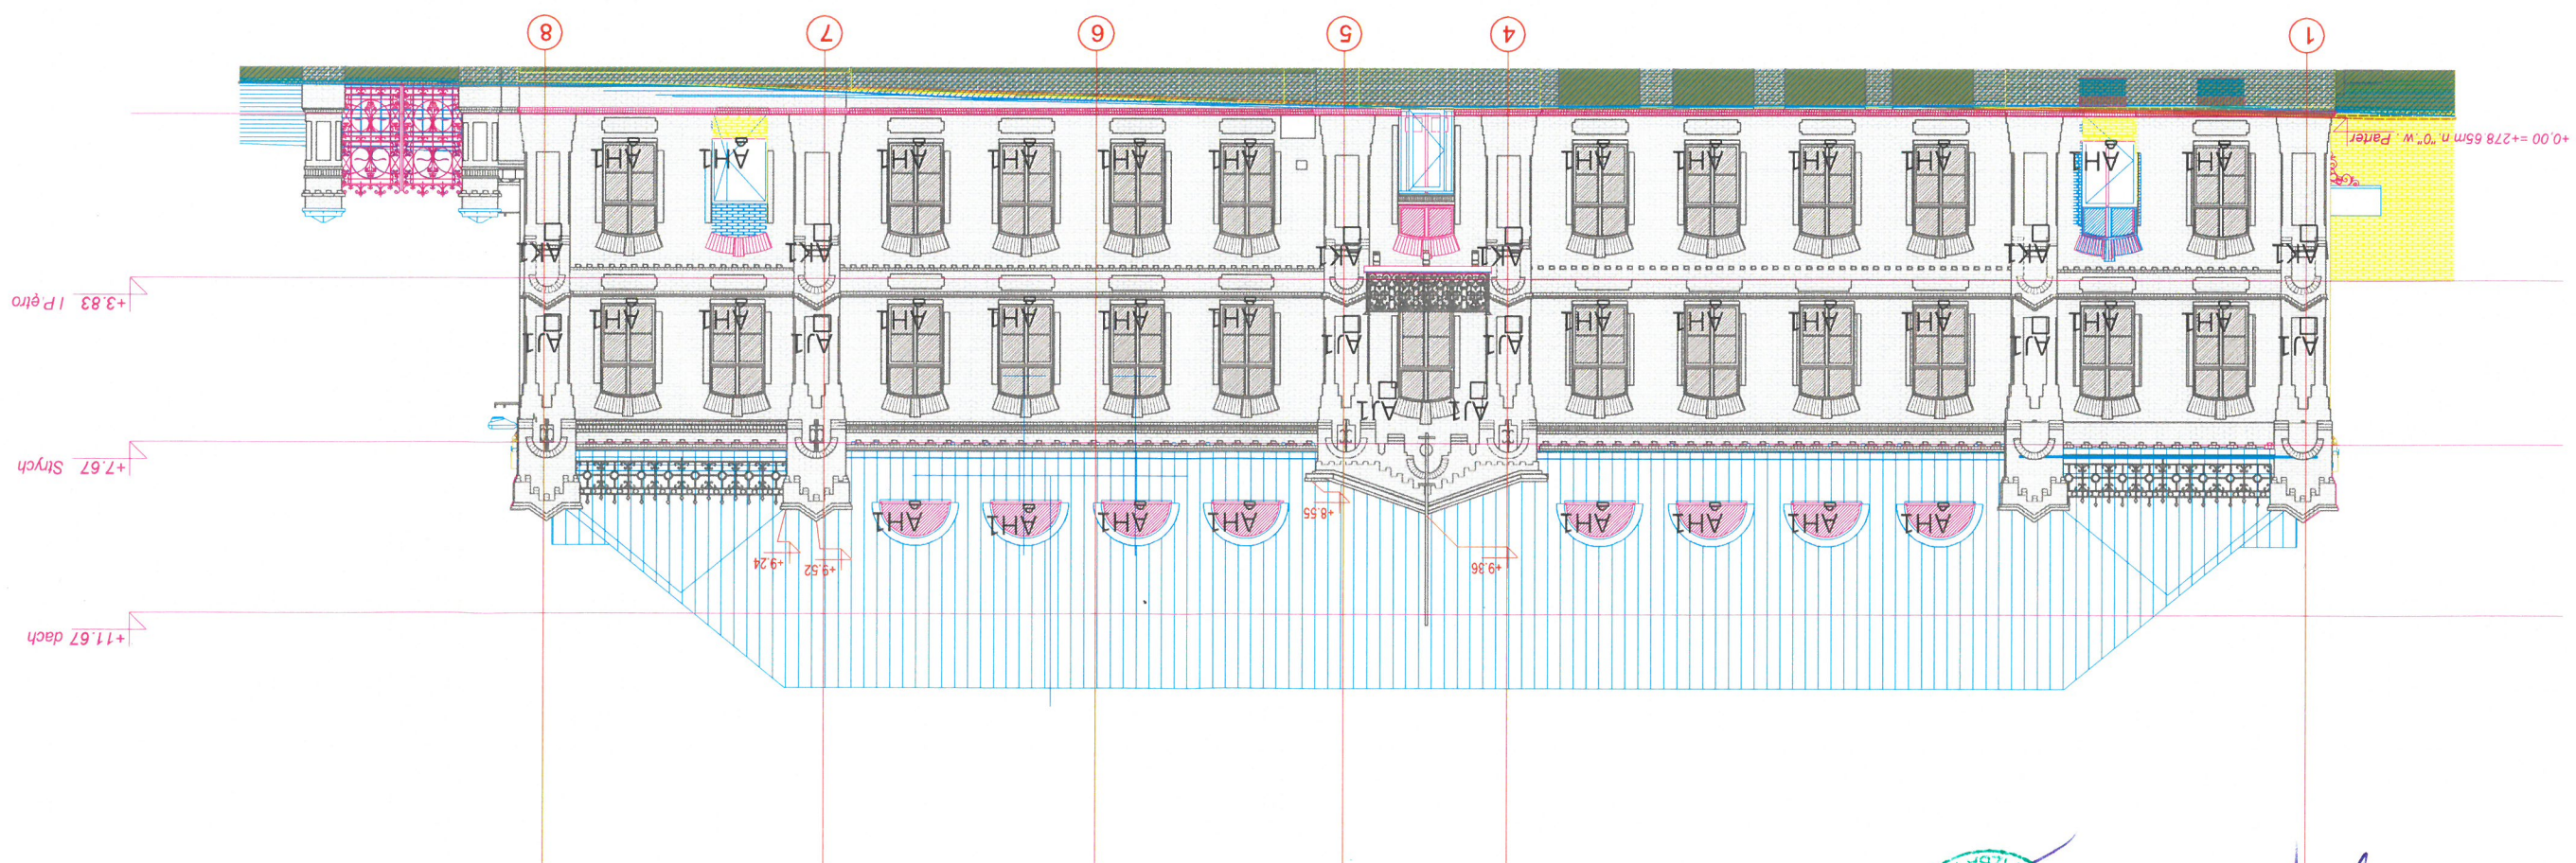 +11.67 dach
+9.36
+9.52
+9.24
+8.55
AH1 AH1 AH1 AH1 AH1 AH1 AH1 AH1
+7.67 Strych
AJ1 AJ1
AJ1 AJ1 AJ1 AJ1 AJ1 AJ1
AH1 AH1 AH1 AH1 AH1 AH1 AH1 AH1 AH1 AH1 AH1 AH1
+3.83 I P.ętro
AK1 AK1 AK1 AK1 AK1 AK1
AH1 AH1 AH1 AH1 AH1 AH1 AH1 AH1 AH1 AH1 AH1 AH1
+0,00 =+278.65m n."0".w. Parter
1 4 5 6 7 8